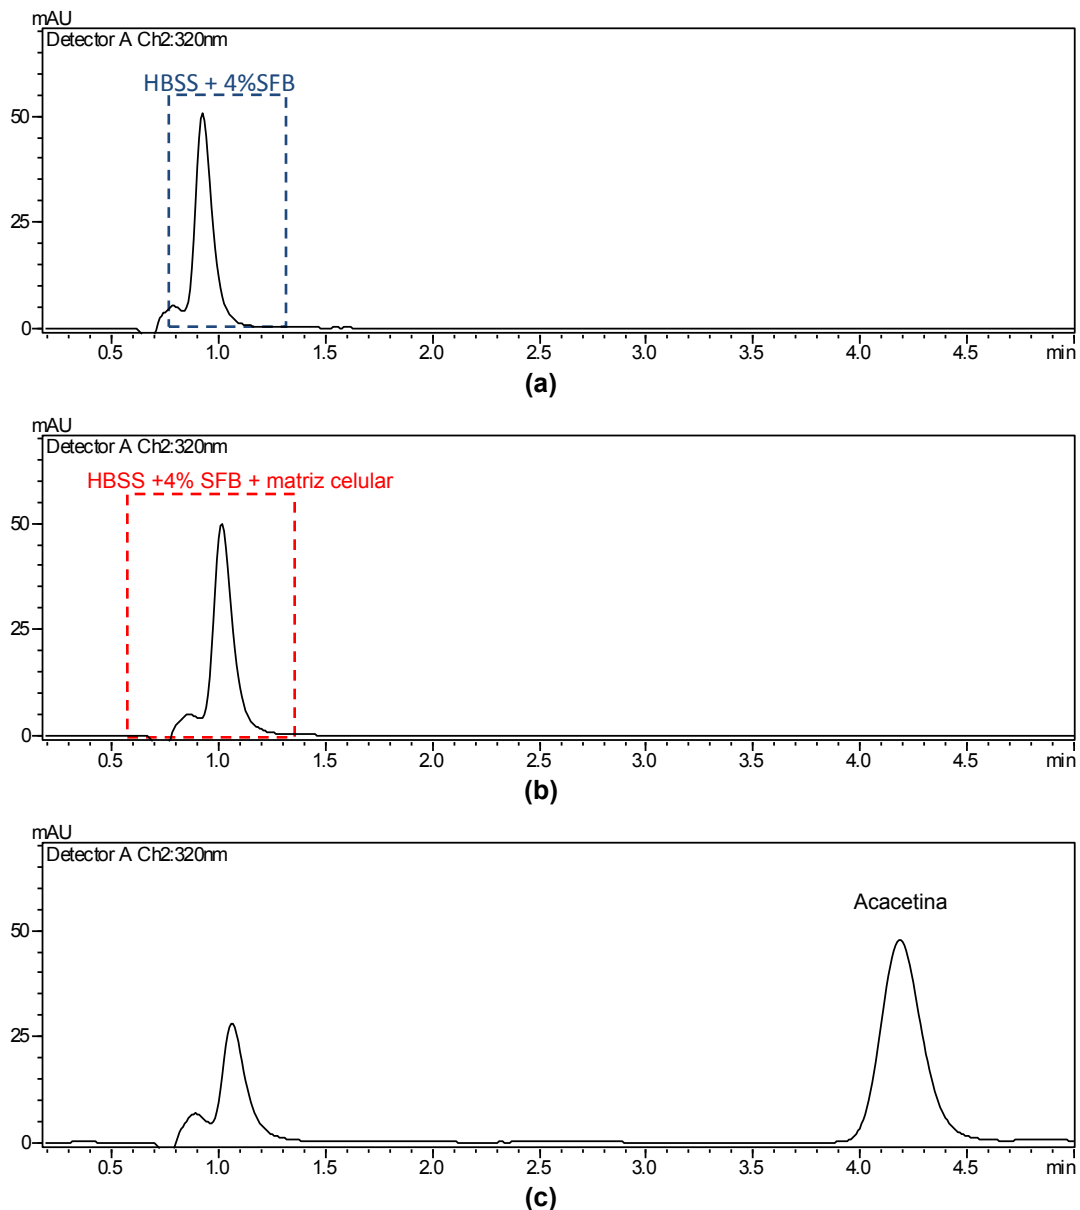 mAU
Detector A Ch2:320nm
HBSS + 4%SFB
50
25
0
0.5 1.0 1.5 2.0 2.5 3.0 3.5 4.0 4.5 min
(a)
mAU
Detector A Ch2:320nm
HBSS +4% SFB + matriz celular
50
25
0
0.5 1.0 1.5 2.0 2.5 3.0 3.5 4.0 4.5 min
(b)
mAU
Detector A Ch2:320nm
Acacetina
50
25
0
0.5 1.0 1.5 2.0 2.5 3.0 3.5 4.0 4.5 min
(c)